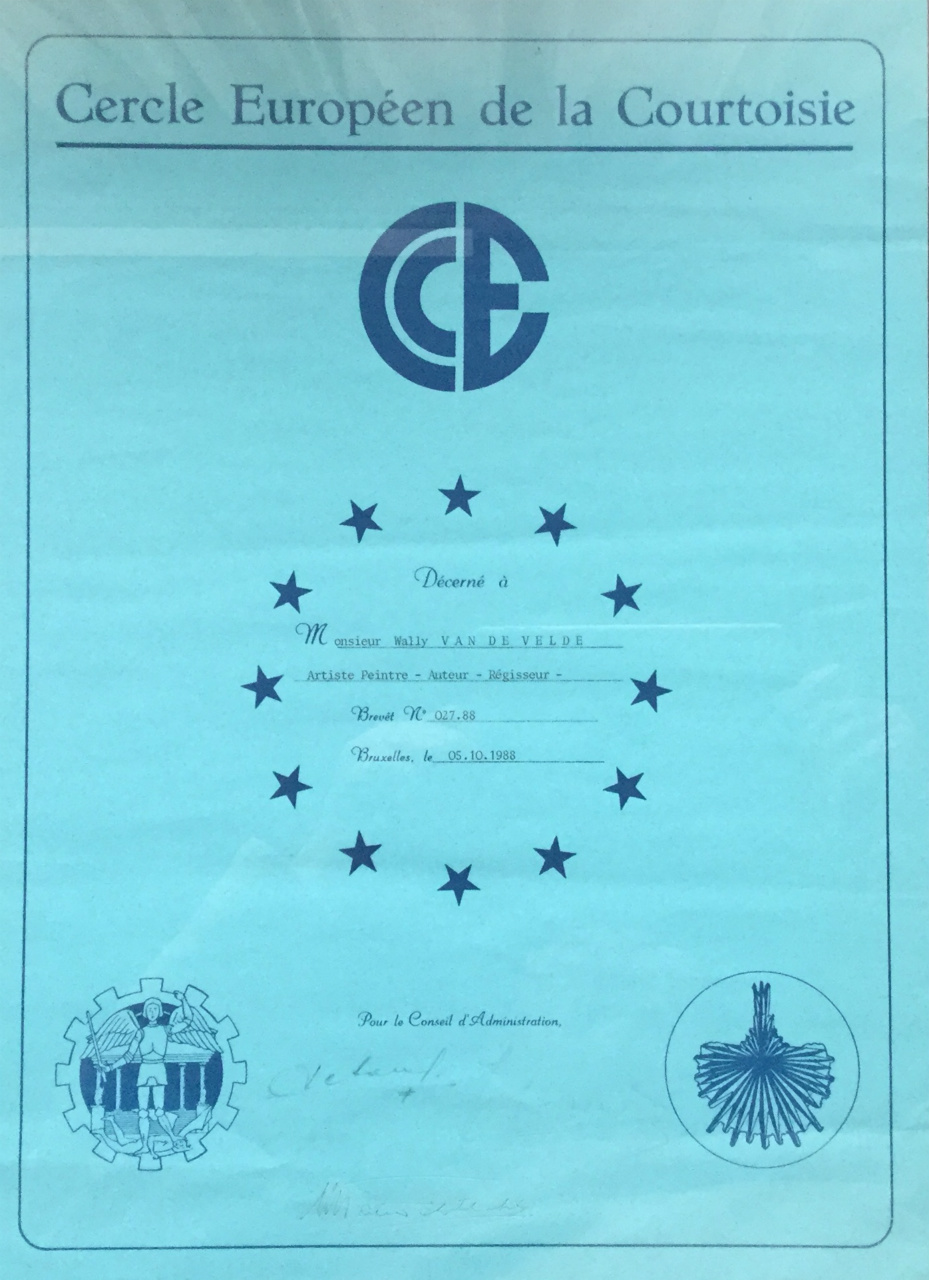 Cercle Européen de la Courtoisie
CCE
Décerné à
Monsieur Wally VAN DE VELDE
Artiste Peintre - Auteur - Régisseur -
Brevêt N° 027.88
Bruxelles, le 05.10.1988
Pour le Conseil d'Administration,